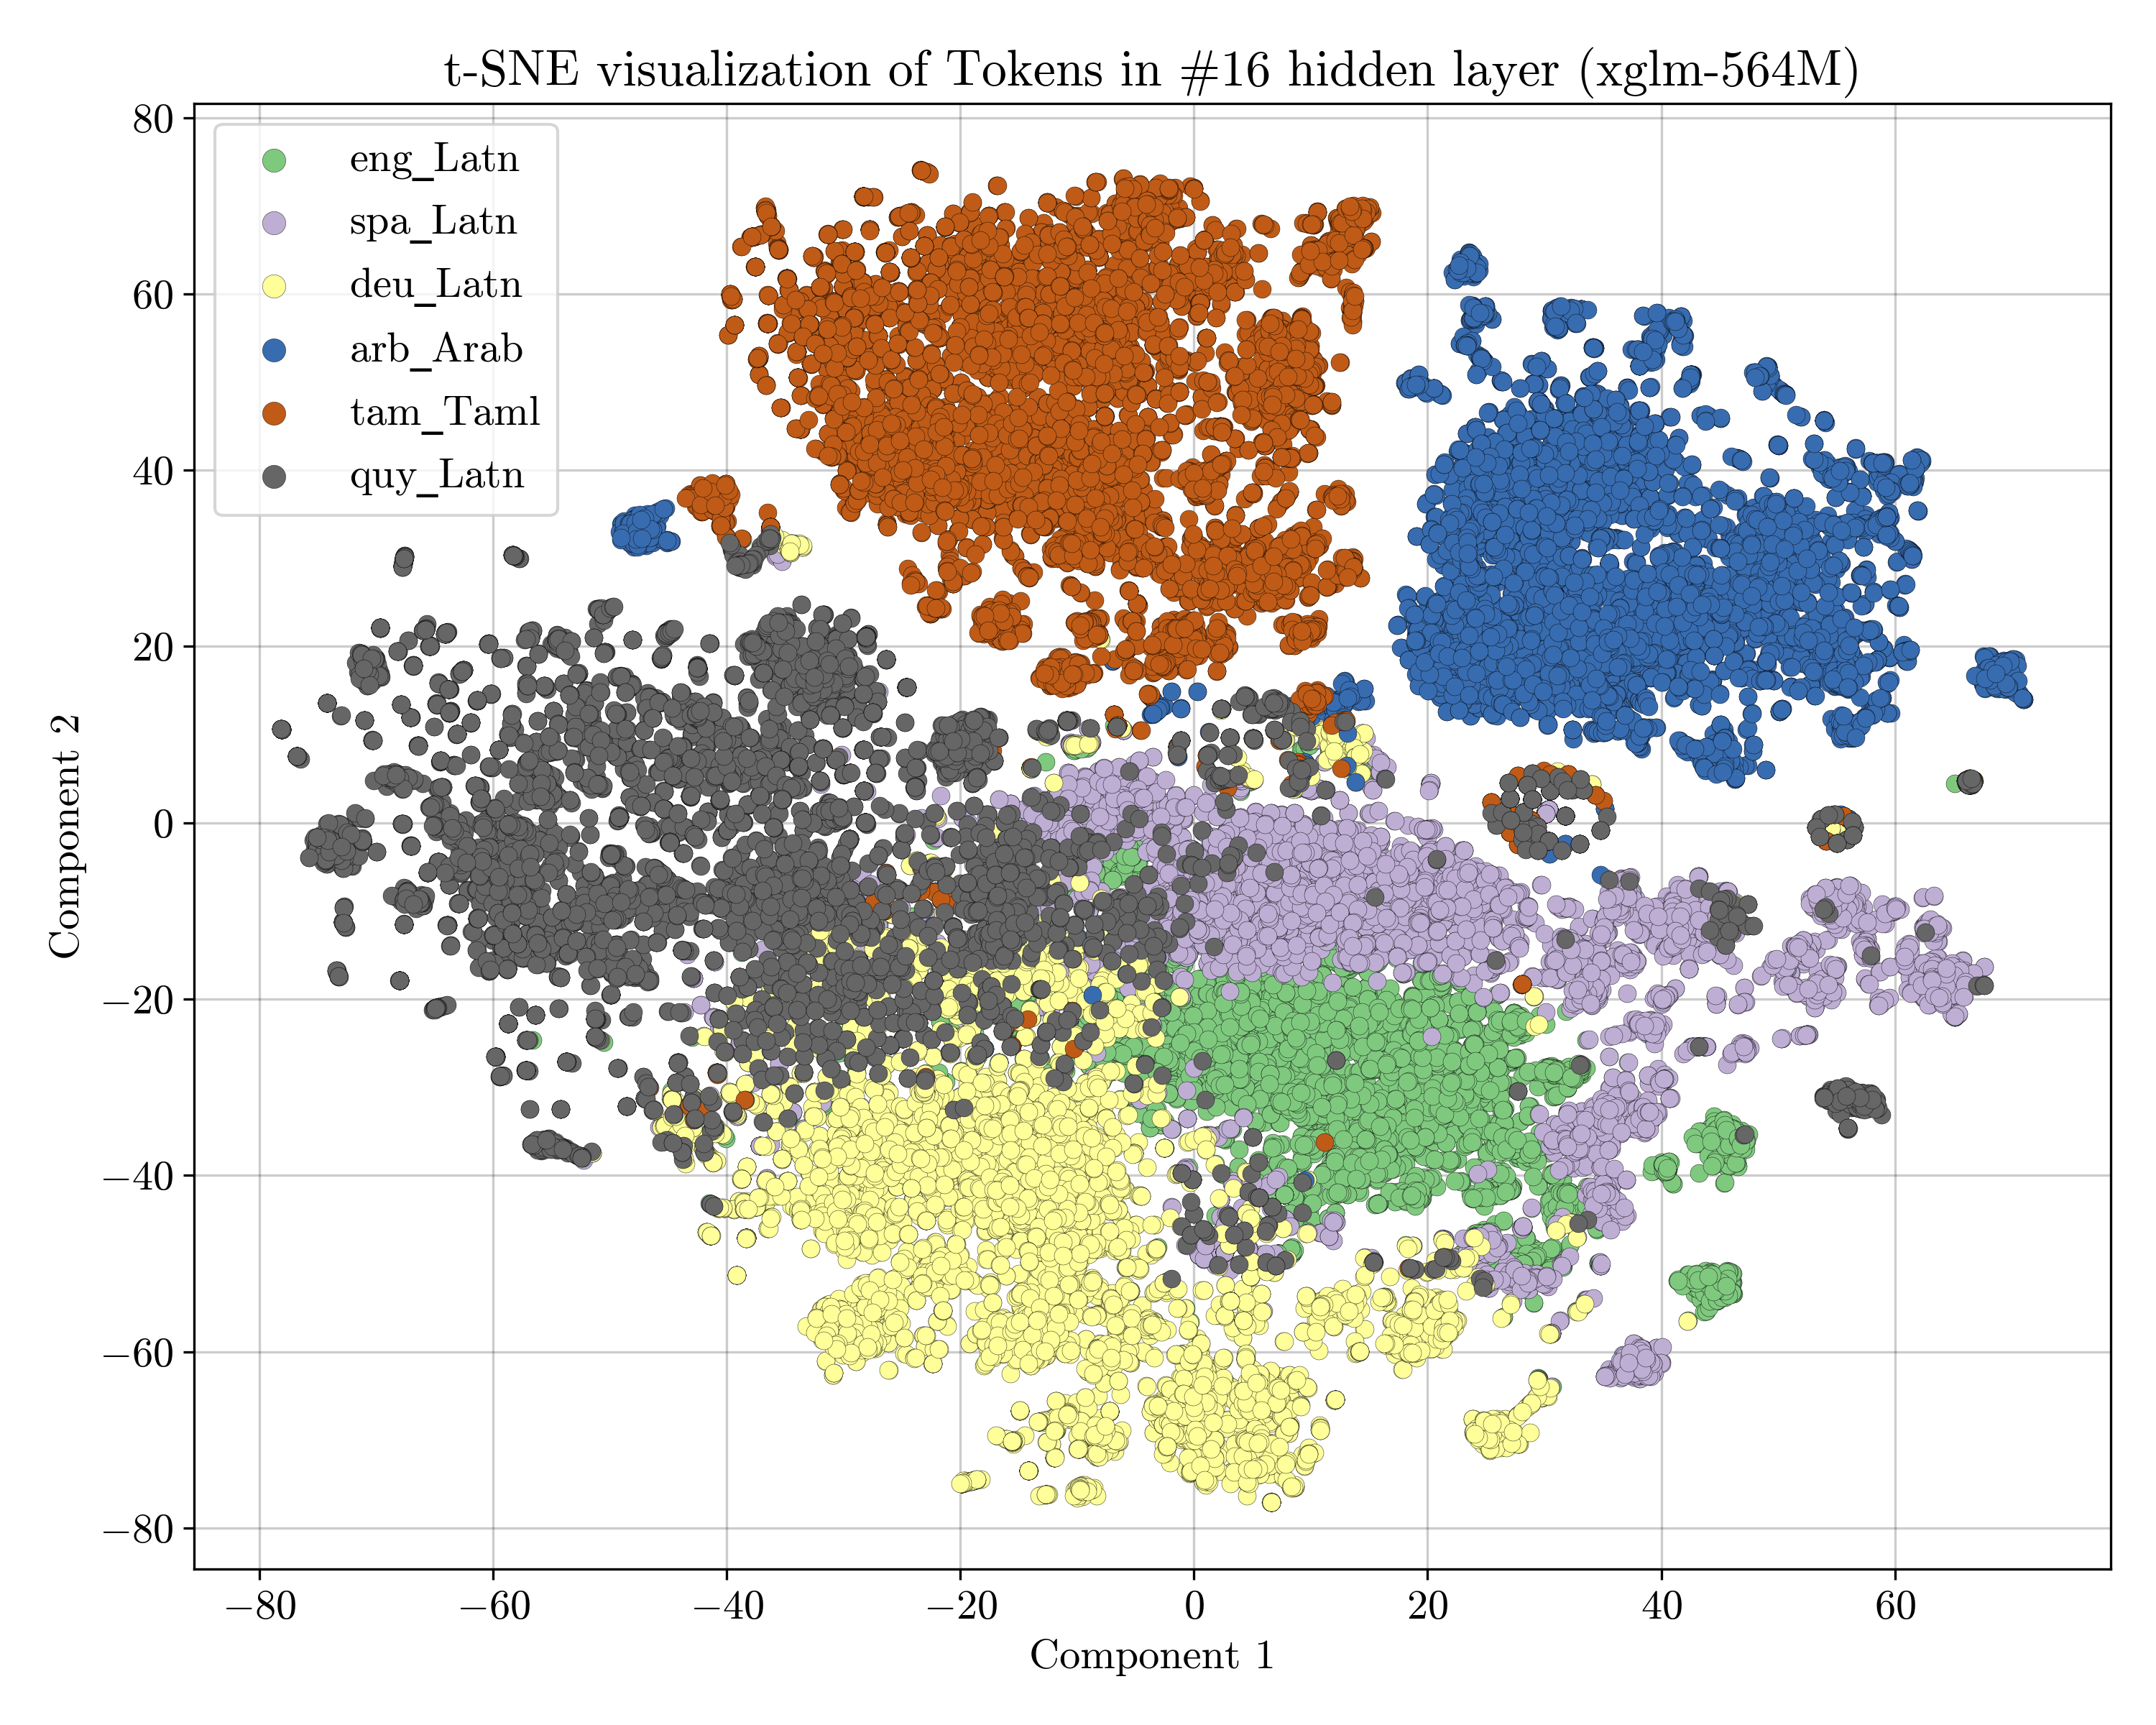 t-SNE visualization of Tokens in #16 hidden layer (xglm-564M)
80
60
40
20
0
−20
−40
−60
−80
Component 2
eng_Latn
spa_Latn
deu_Latn
arb_Arab
tam_Taml
quy_Latn
−80 −60 −40 −20 0 20 40 60
Component 1